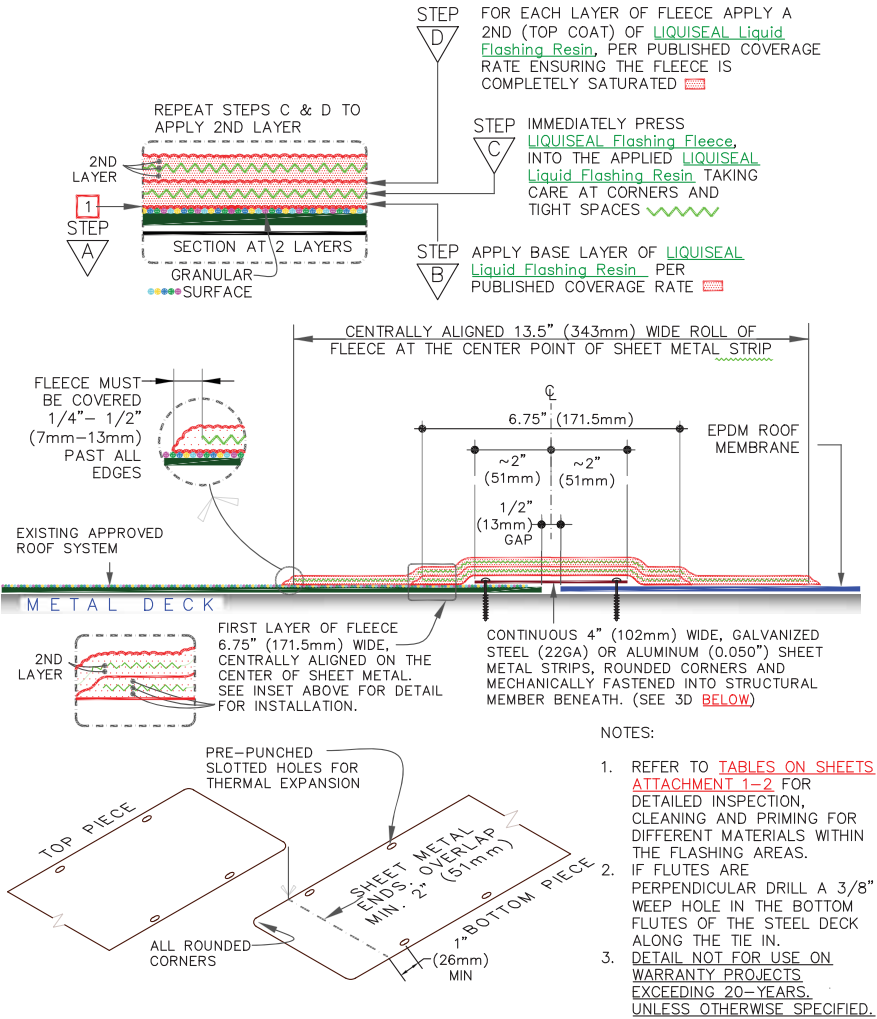 STEP
D
FOR EACH LAYER OF FLEECE APPLY A
2ND (TOP COAT) OF LIQUISEAL Liquid
Flashing Resin, PER PUBLISHED COVERAGE
RATE ENSURING THE FLEECE IS
COMPLETELY SATURATED
REPEAT STEPS C & D TO
APPLY 2ND LAYER
2ND
LAYER
1
STEP
A
SECTION AT 2 LAYERS
GRANULAR
SURFACE
STEP
C
IMMEDIATELY PRESS
LIQUISEAL Flashing Fleece,
INTO THE APPLIED LIQUISEAL
Liquid Flashing Resin TAKING
CARE AT CORNERS AND
TIGHT SPACES
STEP
B
APPLY BASE LAYER OF LIQUISEAL
Liquid Flashing Resin PER
PUBLISHED COVERAGE RATE
CENTRALLY ALIGNED 13.5” (343mm) WIDE ROLL OF
FLEECE AT THE CENTER POINT OF SHEET METAL STRIP
FLEECE MUST
BE COVERED
1/4”– 1/2”
(7mm–13mm)
PAST ALL
EDGES
CL
6.75” (171.5mm)
~2”
(51mm)
~2”
(51mm)
1/2”
(13mm)
GAP
EPDM ROOF
MEMBRANE
EXISTING APPROVED
ROOF SYSTEM
METAL DECK
2ND
LAYER
FIRST LAYER OF FLEECE
6.75” (171.5mm) WIDE,
CENTRALLY ALIGNED ON THE
CENTER OF SHEET METAL.
SEE INSET ABOVE FOR DETAIL
FOR INSTALLATION.
CONTINUOUS 4” (102mm) WIDE, GALVANIZED
STEEL (22GA) OR ALUMINUM (0.050”) SHEET
METAL STRIPS, ROUNDED CORNERS AND
MECHANICALLY FASTENED INTO STRUCTURAL
MEMBER BENEATH. (SEE 3D BELOW)
PRE–PUNCHED
SLOTTED HOLES FOR
THERMAL EXPANSION
TOP PIECE
SHEET METAL
ENDS, OVERLAP
MIN. 2” (51mm)
BOTTOM PIECE
ALL ROUNDED
CORNERS
1”
(26mm)
MIN
NOTES:
1. REFER TO TABLES ON SHEETS
ATTACHMENT 1–2 FOR
DETAILED INSPECTION,
CLEANING AND PRIMING FOR
DIFFERENT MATERIALS WITHIN
THE FLASHING AREAS.
2. IF FLUTES ARE
PERPENDICULAR DRILL A 3/8”
WEEP HOLE IN THE BOTTOM
FLUTES OF THE STEEL DECK
ALONG THE TIE IN.
3. DETAIL NOT FOR USE ON
WARRANTY PROJECTS
EXCEEDING 20–YEARS.
UNLESS OTHERWISE SPECIFIED.